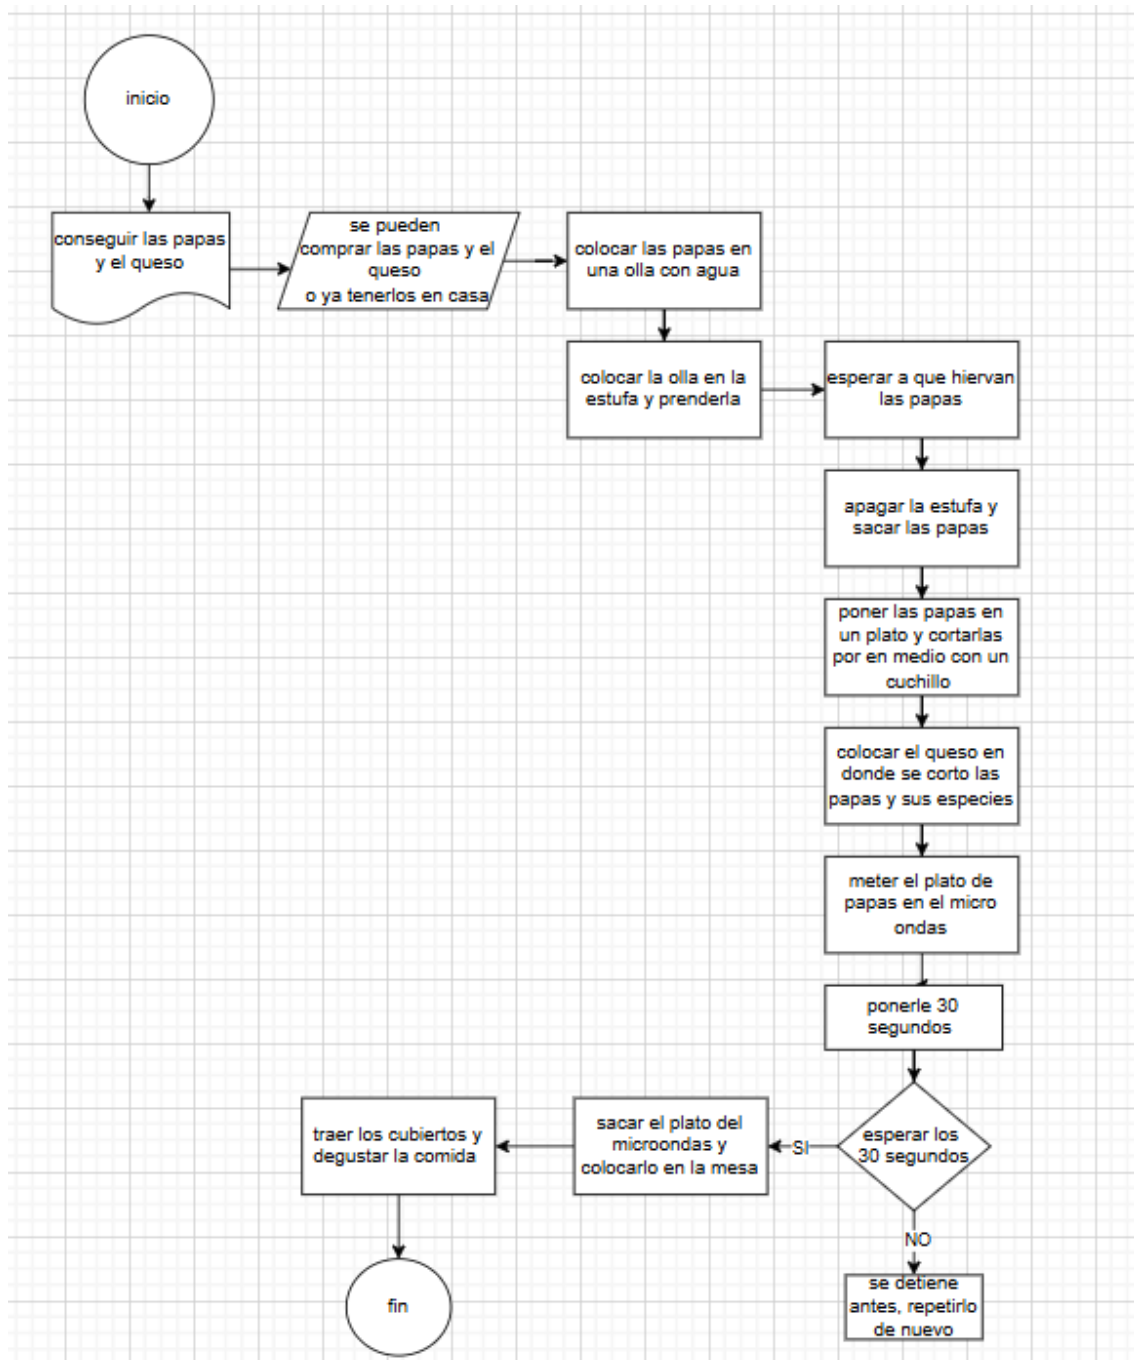 inicio
conseguir las papas
y el queso
se pueden
comprar las papas y el
queso
o ya tenerlos en casa
colocar las papas en
una olla con agua
colocar la olla en la
estufa y prenderla
esperar a que hiervan
las papas
apagar la estufa y
sacar las papas
poner las papas en
un plato y cortarlas
por en medio con un
cuchillo
colocar el queso en
donde se corto las
papas y sus especies
meter el plato de
papas en el micro
ondas
ponerle 30
segundos
esperar los
30 segundos
SI
sacar el plato del
microondas y
colocarlo en la mesa
traer los cubiertos y
degustar la comida
fin
NO
se detiene
antes, repetirlo
de nuevo